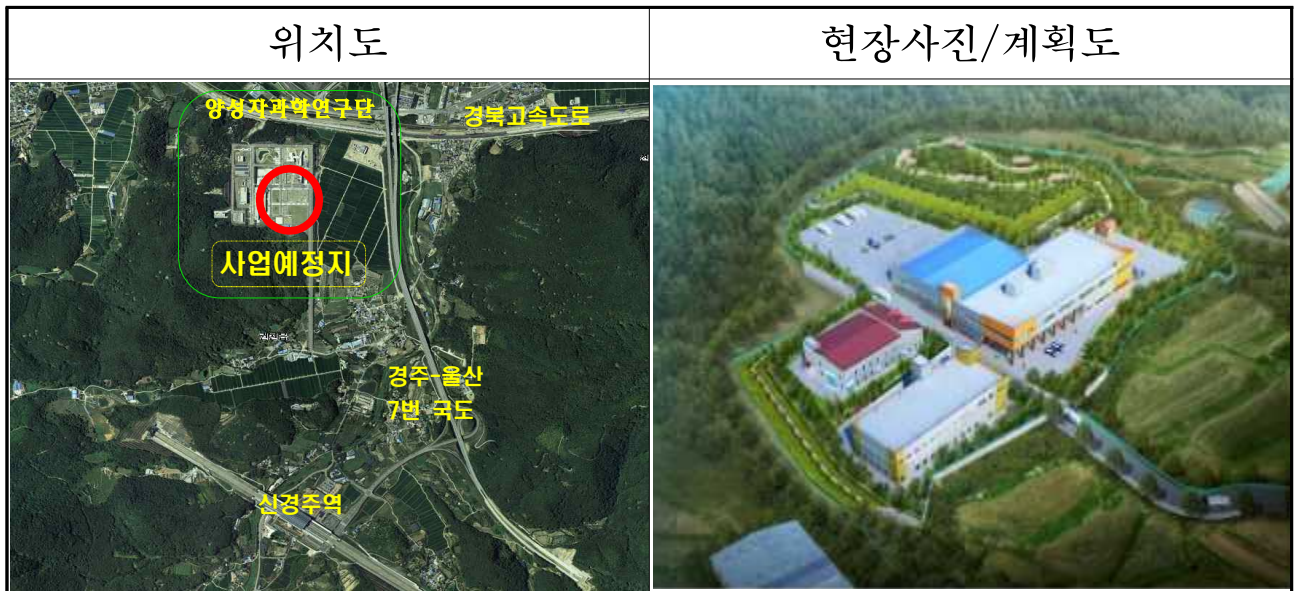 위치도
현장사진/계획도
양성자과학연구단
경북고속도로
사업예정지
경주-울산
7번 국도
신경주역